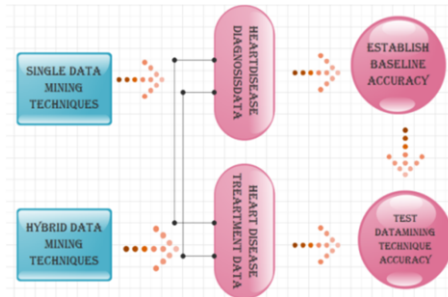 SINGLE DATA
MINING
TECHNIQUES
HEARTDISEASE
DIAGNOSISDATA
ESTABLISH
BASELINE
ACCURACY
HYBRID DATA
MINING
TECHNIQUES
HEART DISEASE
TREARTMENT DATA
TEST
DATAMINING
TECHNIQUE
ACCURACY